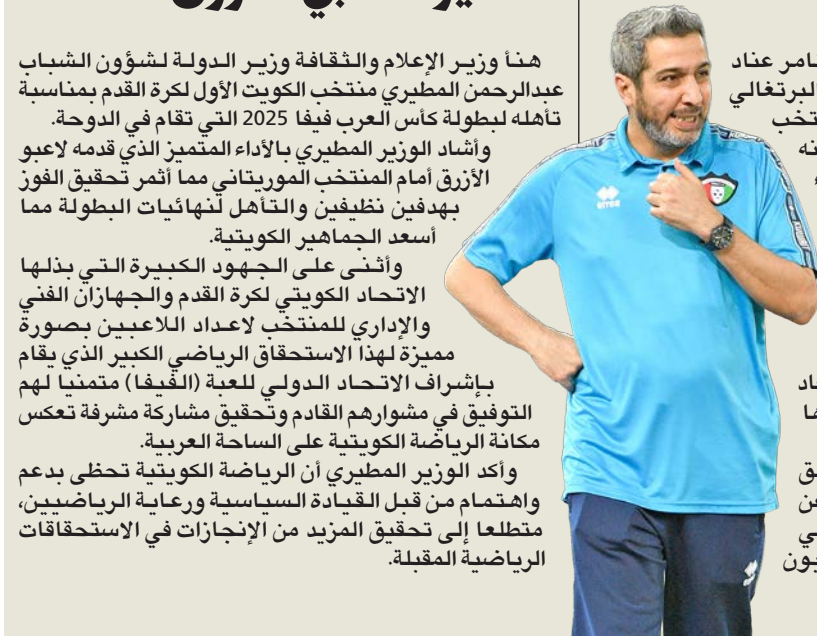 نامر عناد
البرتغالي
هنأ وزير الإعلام والثقافة وزير الدولة لشؤون الشباب
عبدالرحمن المطيري منتخب الكويت الأول لكرة القدم بمناسبة
تأهله لبطولة كأس العرب فيفا 2025 التي تقام في الدوحة.
وأشاد الوزير المطيري بالأداء المتميز الذي قدمه لاعبو
الأزرق أمام المنتخب الموريتاني مما أثمر تحقيق الفوز
بهدفين نظيفين والتأهل لنهائيات البطولة مما
أسعد الجماهير الكويتية.
وأثنى على الجهود الكبيرة التي بذلها
الاتحاد الكويتي لكرة القدم والجهازان الفني
والإداري للمنتخب لاعداد اللاعبين بصورة
مميزة لهذا الاستحقاق الرياضي الكبير الذي يقام
بإشراف الاتحاد الدولي للعبة (الفيفا) متمنيا لهم
التوفيق في مشوارهم القادم وتحقيق مشاركة مشرفة تعكس
مكانة الرياضة الكويتية على الساحة العربية.
وأكد الوزير المطيري أن الرياضة الكويتية تحظى بدعم
واهتمام من قبل القيادة السياسية ورعاية الرياضيين،
متطلعا إلى تحقيق المزيد من الإنجازات في الاستحقاقات
الرياضية المقبلة.